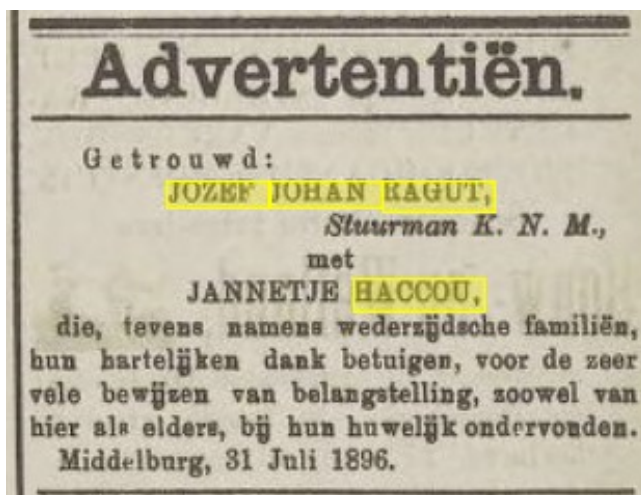 Advertentiën.
Getrouwd:
JOZEF JOHAN RAGUT,
Stuurman K. N. M.,
met
JANNETJE HACCOU,
die, tevens namens wederzijdsche familiën,
hun hartelijken dank betuigen, voor de zeer
vele bewijzen van belangstelling, zoowel van
hier als elders, bij hun huwelijk ondervonden.
Middelburg, 31 Juli 1896.